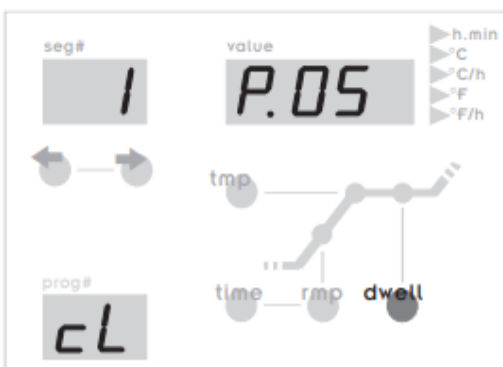 seg#
1
value
P.05
h.min
°C
°C/h
°F
°F/h
tmp
prog#
cL
time
rmp
dwell